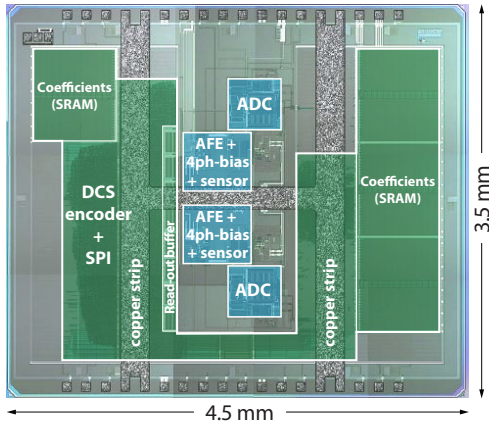 Coefficients
(SRAM)
ADC
AFE +
4ph-bias
+ sensor
DCS
encoder
+
SPI
copper strip
Read-out buffer
AFE +
4ph-bias
+ sensor
ADC
copper strip
Coefficients
(SRAM)
3.5 mm
4.5 mm